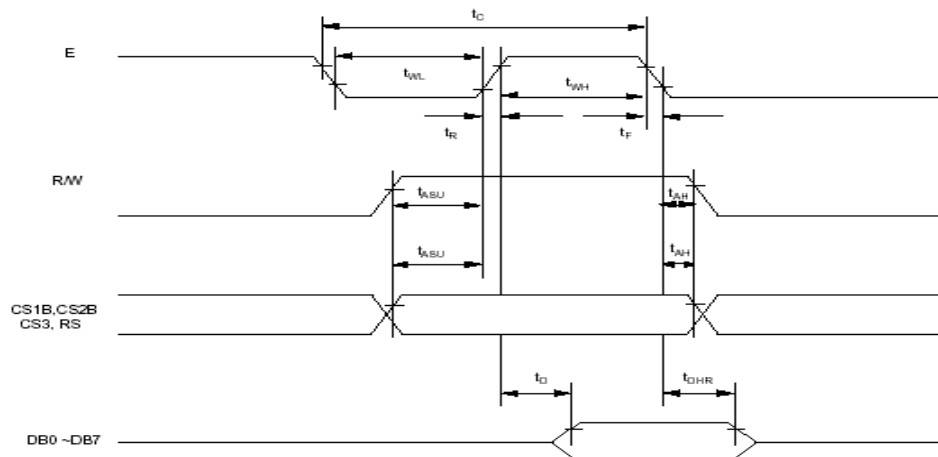 tC
E
tWL
tWH
tR
tF
R/W
tASU
tAH
tASU
tAH
CS1B,CS2B
CS3, RS
tD
tDHR
DB0 ~DB7